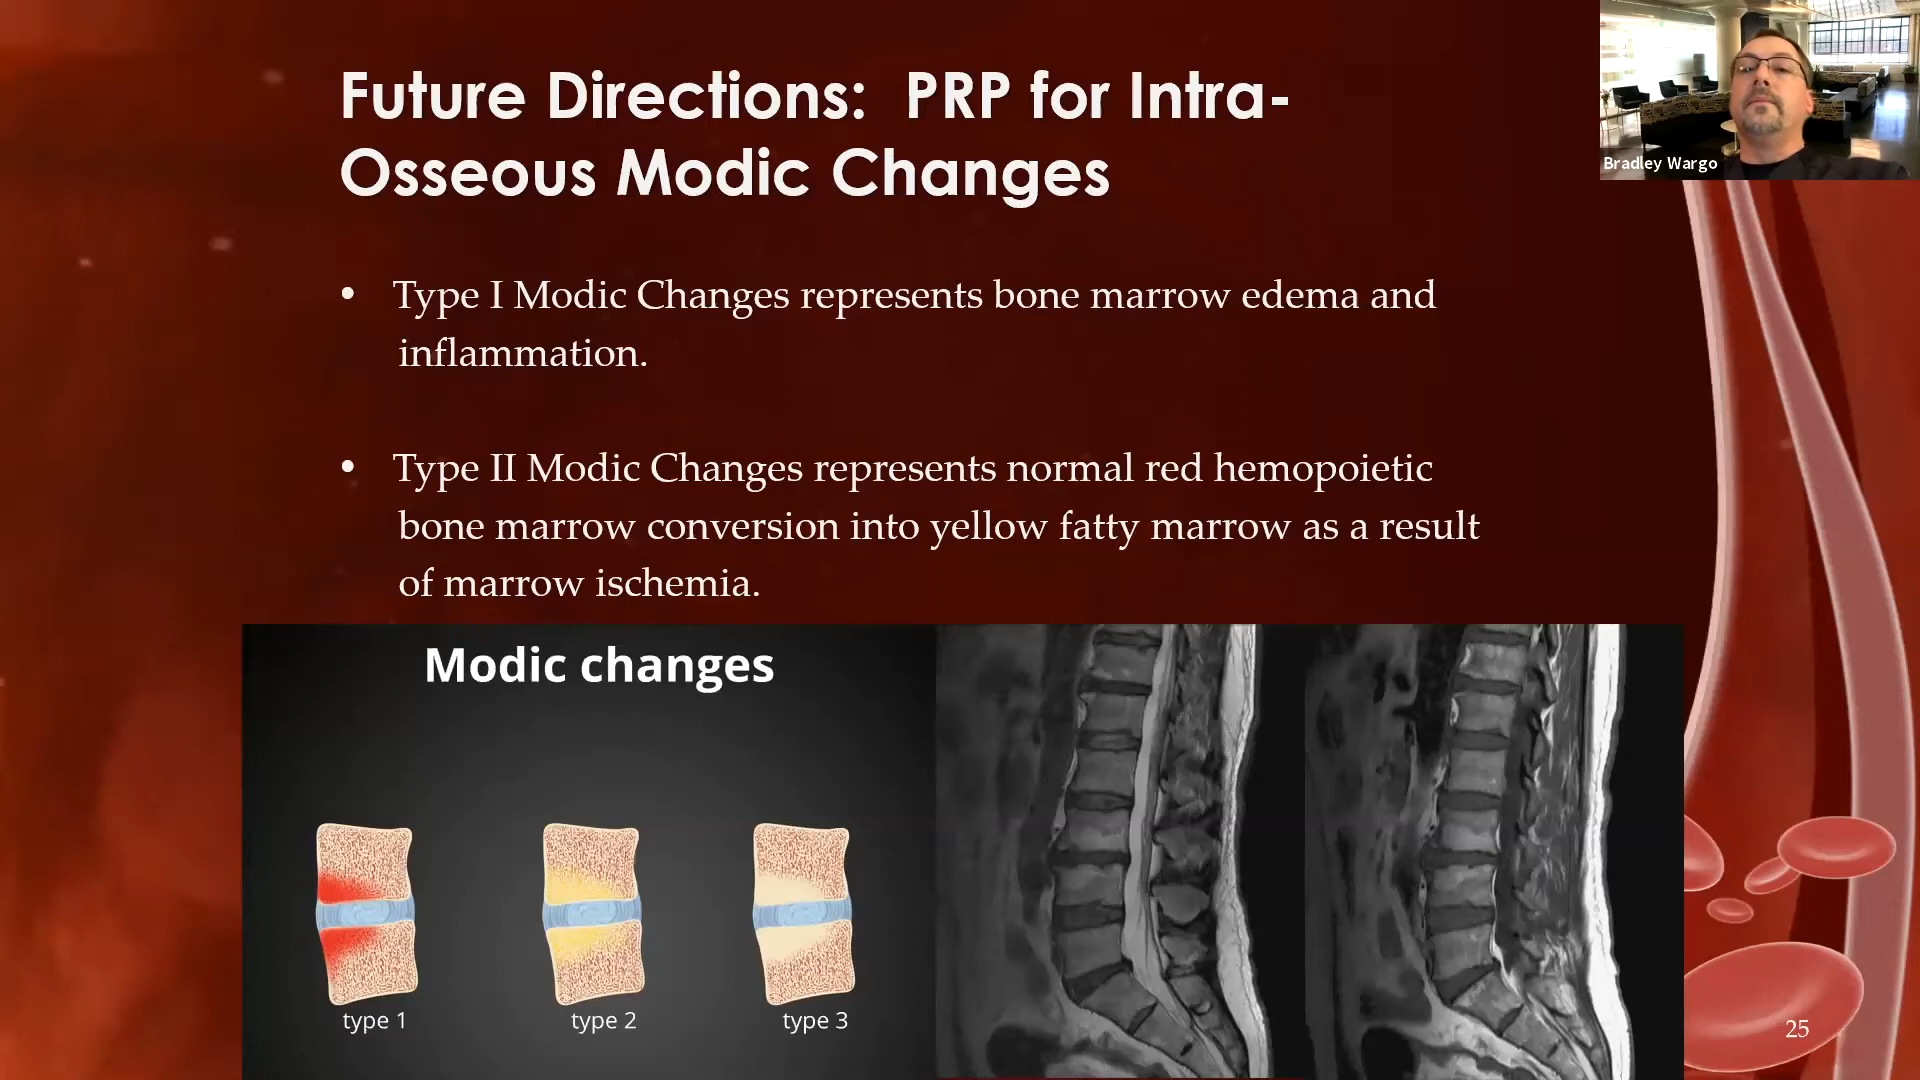 Future Directions:  PRP for Intra-
Osseous Modic Changes
Bradley Wargo
• Type I Modic Changes represents bone marrow edema and
inflammation.
• Type II Modic Changes represents normal red hemopoietic
bone marrow conversion into yellow fatty marrow as a result
of marrow ischemia.
Modic changes
type 1
type 2
type 3
25